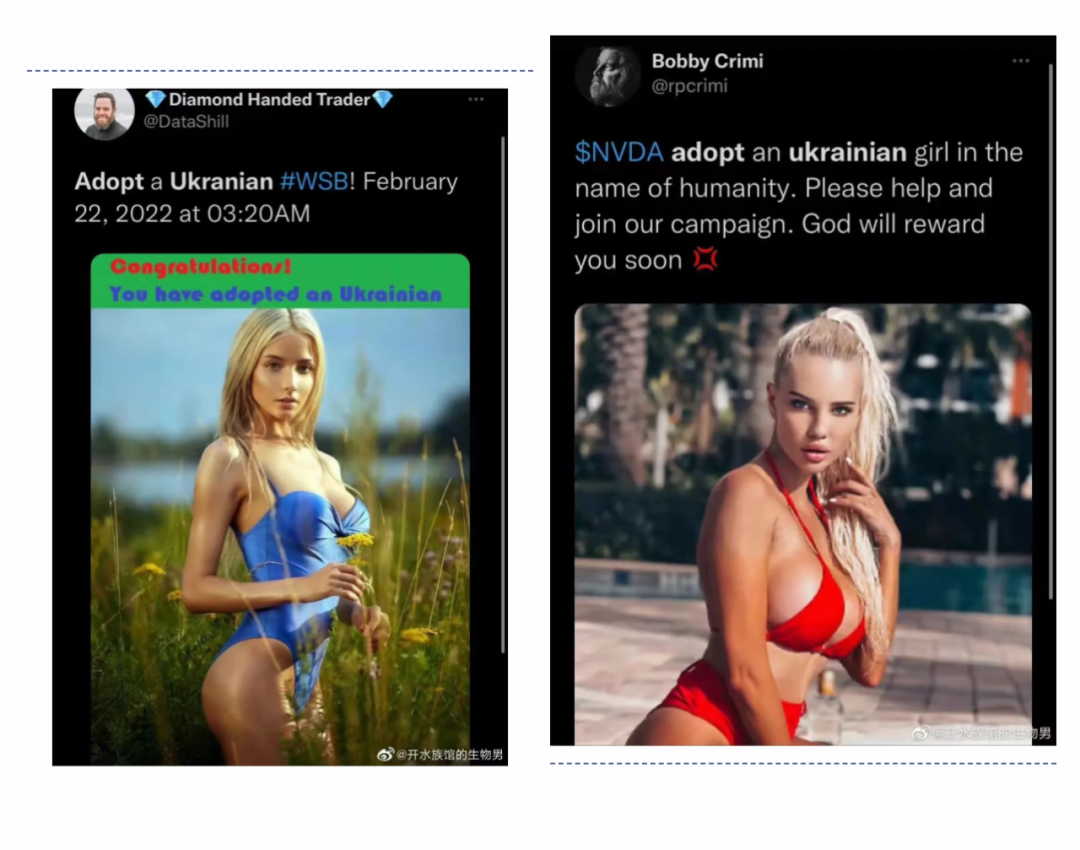 💎Diamond Handed Trader💎
@DataShill
Adopt a Ukranian #WSB! February
22, 2022 at 03:20AM
Congratulations!
You have adopted an Ukrainian
@开水族馆的生物男
Bobby Crimi
@rpcrimi
$NVDA adopt an ukrainian girl in the
name of humanity. Please help and
join our campaign. God will reward
you soon 💢
@开水族馆的生物男